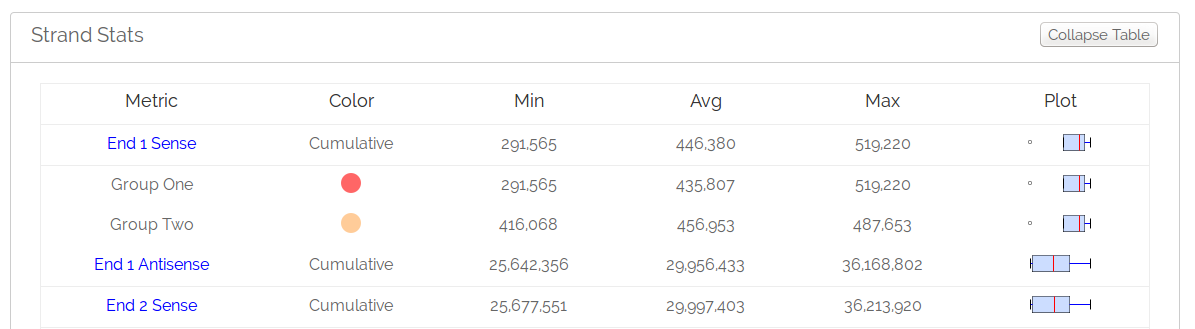 Strand Stats
Collapse Table
Metric Color Min Avg Max Plot
End 1 Sense Cumulative 291,565 446,380 519,220
Group One 291,565 435,807 519,220
Group Two 416,068 456,953 487,653
End 1 Antisense Cumulative 25,642,356 29,956,433 36,168,802
End 2 Sense Cumulative 25,677,551 29,997,403 36,213,920